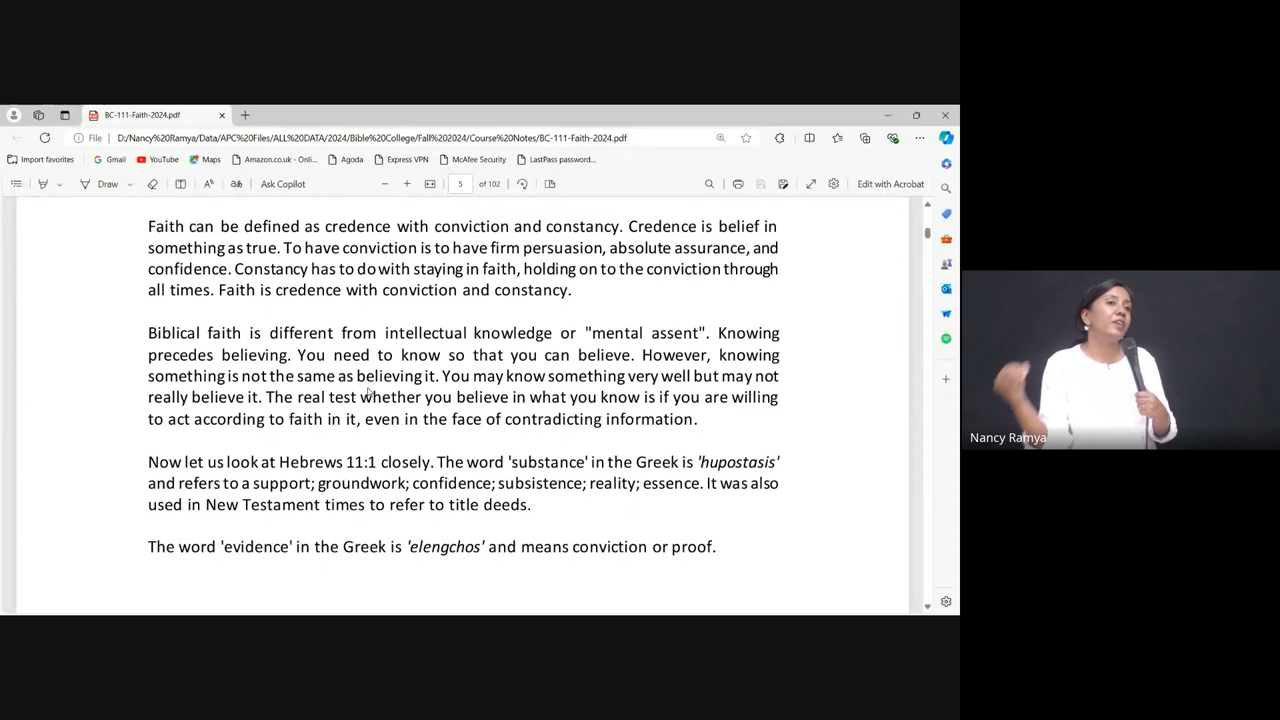 BC-111-Faith-2024.pdf
File
D:/Nancy%20Ramya/Data/APC%20Files/ALL%20DATA/2024/Bible%20College/Fall%202024/Course%20Notes/BC-111-Faith-2024.pdf
Import favorites Gmail YouTube Maps Amazon.co.uk - Onli... Agoda Express VPN McAfee Security LastPass password...
Draw Ask Copilot 5 of 102 Edit with Acrobat
Faith can be defined as credence with conviction and constancy. Credence is belief in
something as true. To have conviction is to have firm persuasion, absolute assurance, and
confidence. Constancy has to do with staying in faith, holding on to the conviction through
all times. Faith is credence with conviction and constancy.
Biblical faith is different from intellectual knowledge or "mental assent". Knowing
precedes believing. You need to know so that you can believe. However, knowing
something is not the same as believing it. You may know something very well but may not
really believe it. The real test whether you believe in what you know is if you are willing
to act according to faith in it, even in the face of contradicting information.
Now let us look at Hebrews 11:1 closely. The word 'substance' in the Greek is 'hupostasis'
and refers to a support; groundwork; confidence; subsistence; reality; essence. It was also
used in New Testament times to refer to title deeds.
The word 'evidence' in the Greek is 'elengchos' and means conviction or proof.
Nancy Ramya